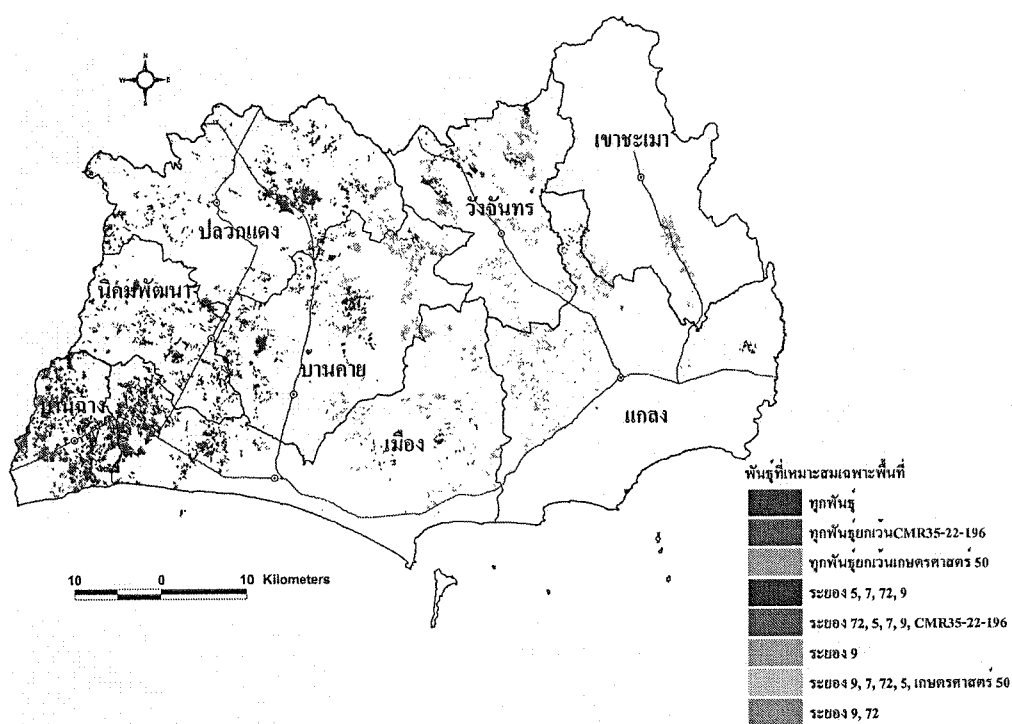 N
W E
S
เขาชะเมา
วังจันทร์
ปลวกแดง
นิคมพัฒนา
บานคาย
บานฉาง
เมือง
แกลง
10 0 10 Kilometers
พันธุ์ที่เหมาะสมเฉพาะพื้นที่
ทุกพันธุ์
ทุกพันธุ์ยกเว้นCMR35-22-196
ทุกพันธุ์ยกเว้นเกษตรศาสตร์ 50
ระยอง 5, 7, 72, 9
ระยอง 72, 5, 7, 9, CMR35-22-196
ระยอง 9
ระยอง 9, 7, 72, 5, เกษตรศาสตร์ 50
ระยอง 9, 72